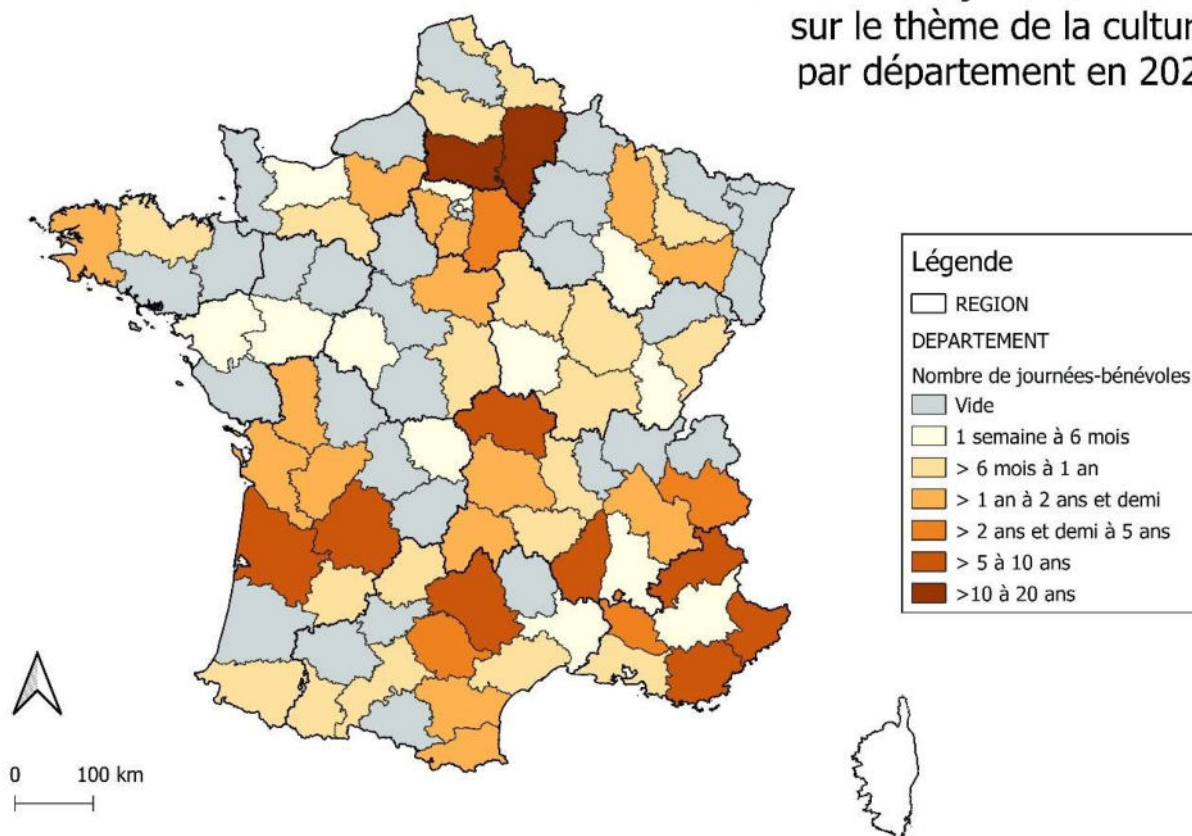 sur le thème de la cultur
par département en 202
Légende
REGION
DEPARTEMENT
Nombre de journées-bénévoles
Vide
1 semaine à 6 mois
> 6 mois à 1 an
> 1 an à 2 ans et demi
> 2 ans et demi à 5 ans
> 5 à 10 ans
>10 à 20 ans
0 100 km